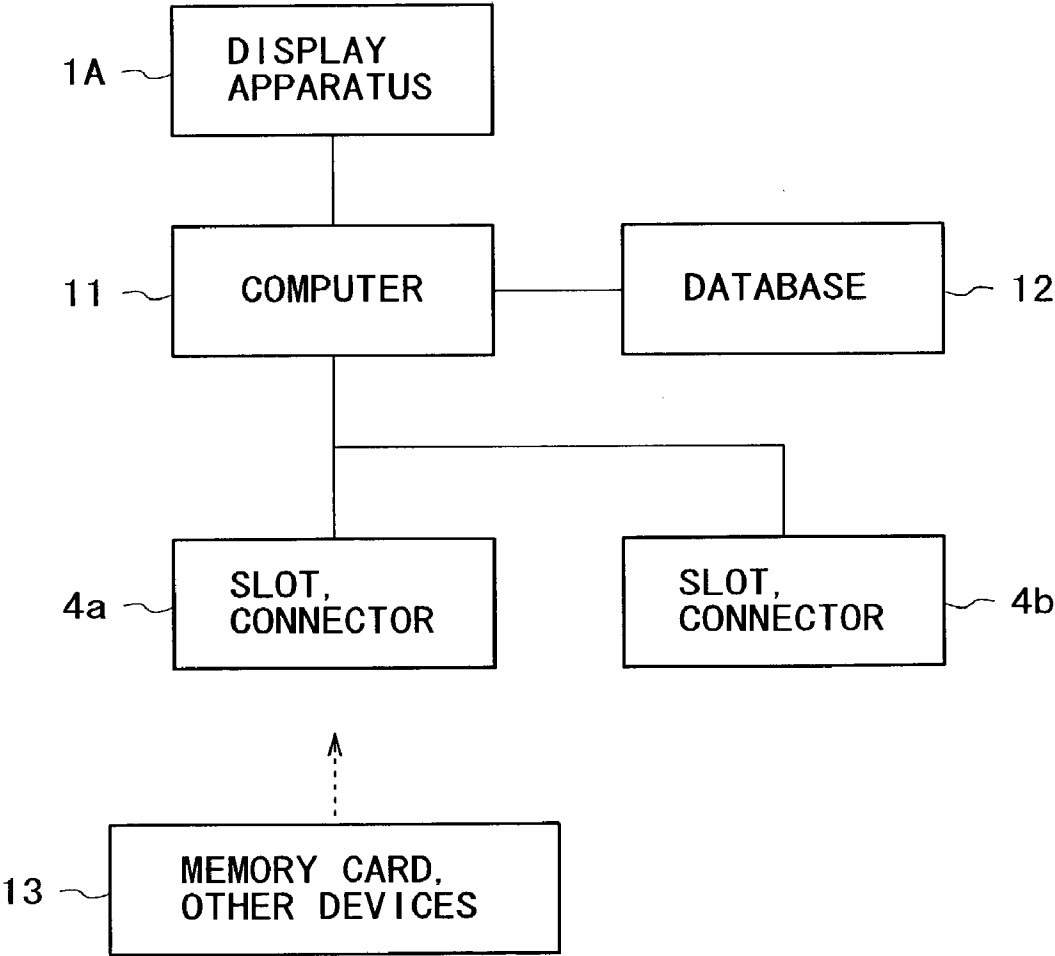 1A
DISPLAY
APPARATUS
11
COMPUTER
DATABASE
12
4a
SLOT,
CONNECTOR
SLOT,
CONNECTOR
4b
13
MEMORY CARD,
OTHER DEVICES